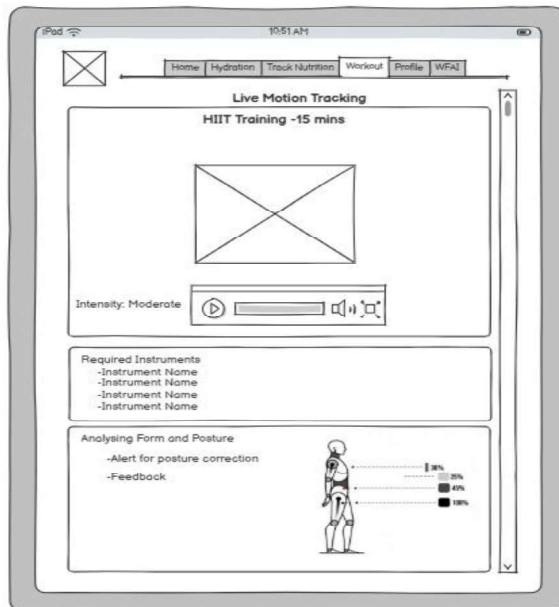 iPod 10:51 AM
Home Hydration Track Nutrition Workout Profile WFAI
Live Motion Tracking
HIIT Training -15 mins
Intensity: Moderate
Required Instruments
-Instrument Name
-Instrument Name
-Instrument Name
-Instrument Name
Analysing Form and Posture
-Alert for posture correction
-Feedback
25%
45%
100%